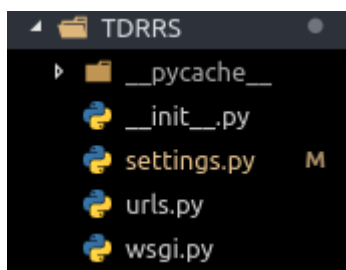 TDRRS
__pycache__
__init__.py
settings.py M
urls.py
wsgi.py